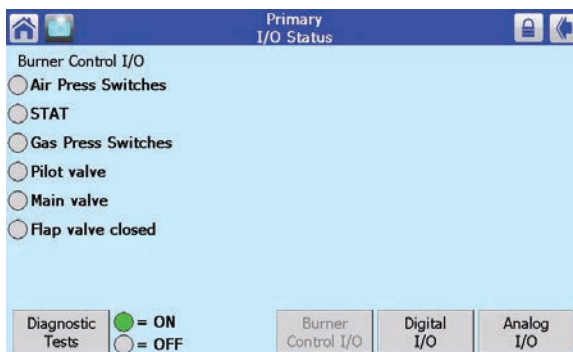 Primary
I/O Status
Burner Control I/O
Air Press Switches
STAT
Gas Press Switches
Pilot valve
Main valve
Flap valve closed
Diagnostic
Tests
= ON
= OFF
Burner
Control I/O
Digital
I/O
Analog
I/O